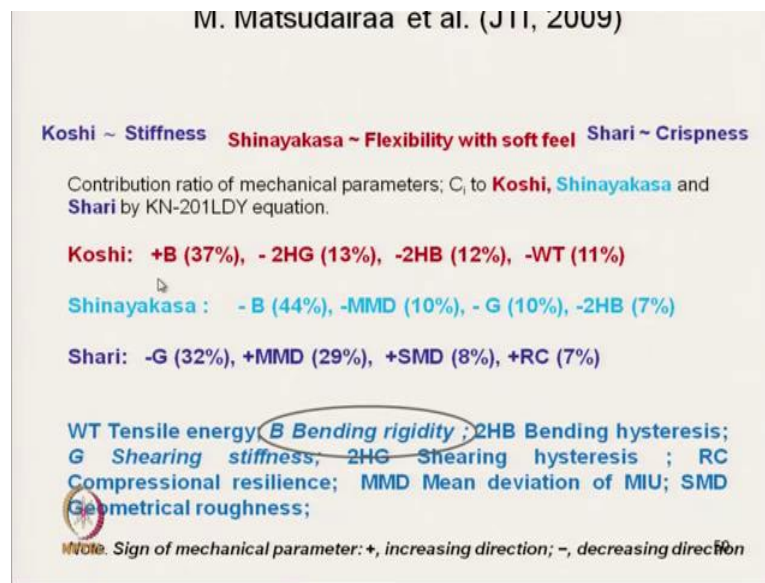 M. Matsudairaa et al. (JTI, 2009)
Koshi ~ Stiffness Shinayakasa ~ Flexibility with soft feel Shari ~ Crispness
Contribution ratio of mechanical parameters; Ci to Koshi, Shinayakasa and
Shari by KN-201LDY equation.
Koshi: +B (37%), - 2HG (13%), -2HB (12%), -WT (11%)
Shinayakasa : - B (44%), -MMD (10%), - G (10%), -2HB (7%)
Shari: -G (32%), +MMD (29%), +SMD (8%), +RC (7%)
WT Tensile energy; B Bending rigidity ; 2HB Bending hysteresis;
G Shearing stiffness; 2HG Shearing hysteresis ; RC
Compressional resilience; MMD Mean deviation of MIU; SMD
Geometrical roughness;
Note. Sign of mechanical parameter: +, increasing direction; −, decreasing direction